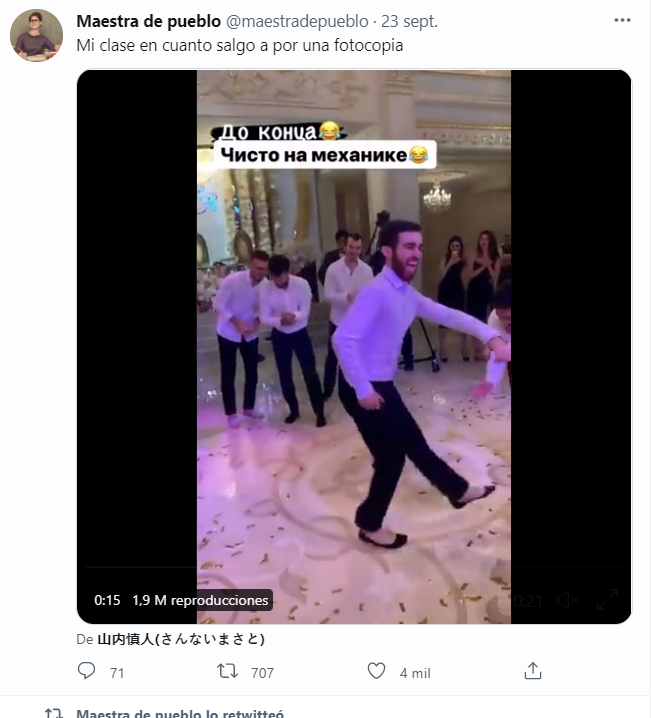 Maestra de pueblo @maestradepueblo · 23 sept.
Mi clase en cuanto salgo a por una fotocopia
До конца😂
Чисто на механике😂
0:15 1,9 M reproducciones 0:21
De 山内慎人(さんないまさと)
71 707 4 mil
Maestra de pueblo lo retwitteó